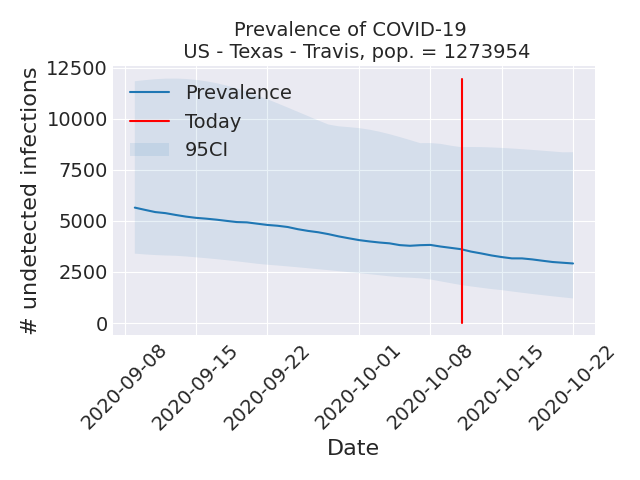 Prevalence of COVID-19
US - Texas - Travis, pop. = 1273954
# undetected infections
12500
10000
7500
5000
2500
0
Prevalence
Today
95CI
2020-09-08
2020-09-15
2020-09-22
2020-10-01
2020-10-08
2020-10-15
2020-10-22
Date